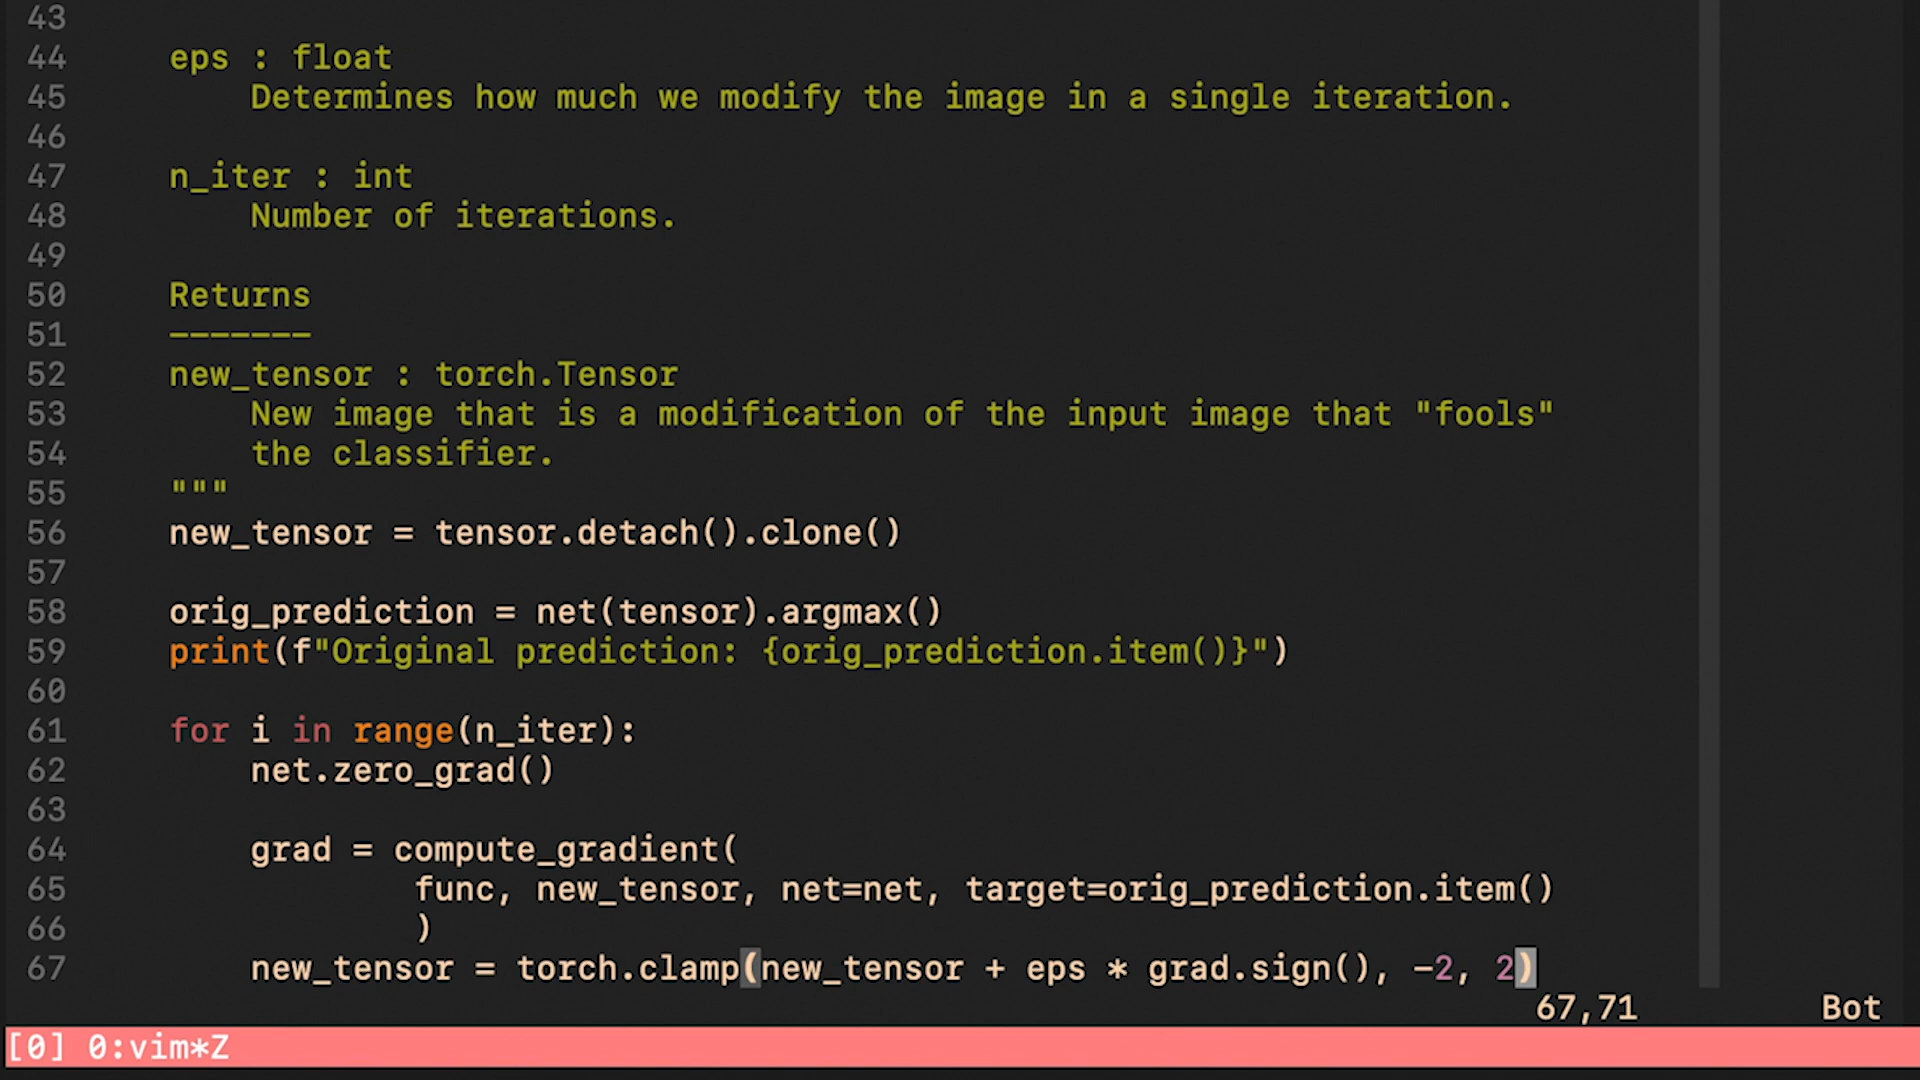 43
44 eps : float
45 Determines how much we modify the image in a single iteration.
46
47 n_iter : int
48 Number of iterations.
49
50 Returns
51 -------
52 new_tensor : torch.Tensor
53 New image that is a modification of the input image that "fools"
54 the classifier.
55 """
56 new_tensor = tensor.detach().clone()
57
58 orig_prediction = net(tensor).argmax()
59 print(f"Original prediction: {orig_prediction.item()}")
60
61 for i in range(n_iter):
62 net.zero_grad()
63
64 grad = compute_gradient(
65 func, new_tensor, net=net, target=orig_prediction.item()
66 )
67 new_tensor = torch.clamp(new_tensor + eps * grad.sign(), -2, 2)
67,71 Bot
[0] 0:vim*Z